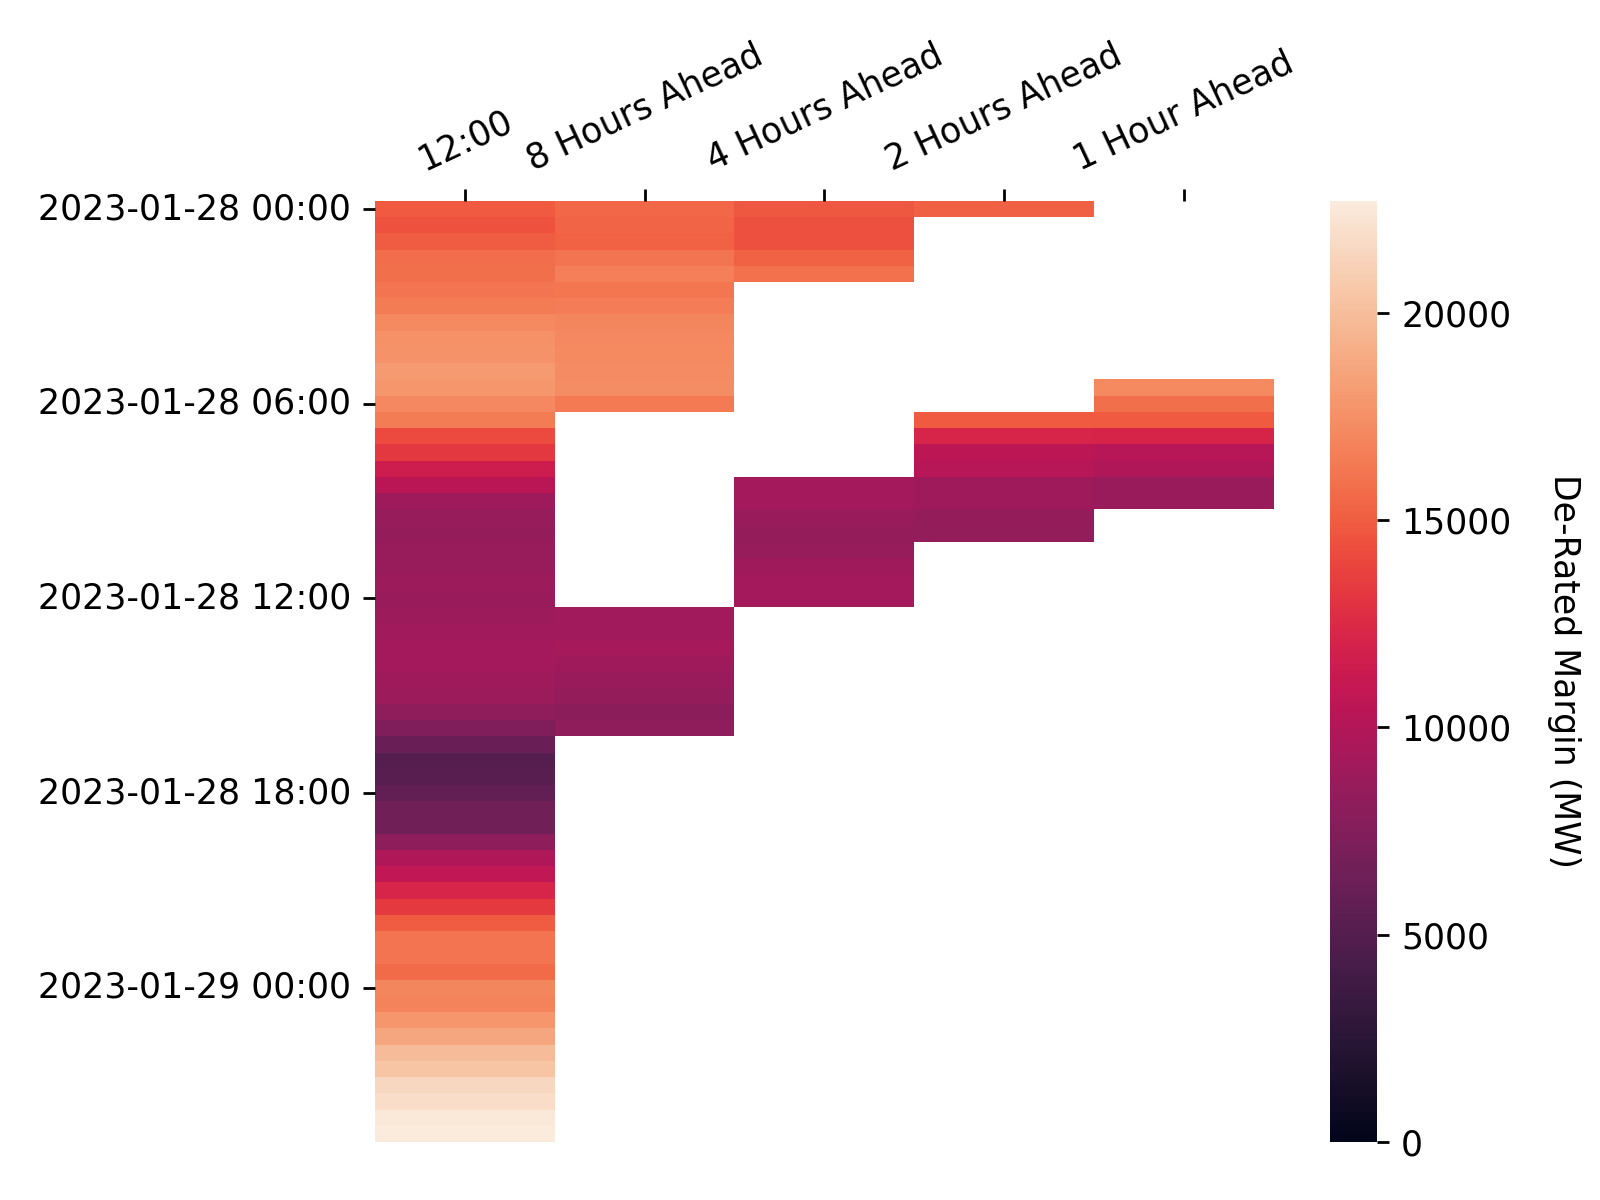 12:00
8 Hours Ahead
4 Hours Ahead
2 Hours Ahead
1 Hour Ahead
2023-01-28 00:00
2023-01-28 06:00
2023-01-28 12:00
2023-01-28 18:00
2023-01-29 00:00
20000
15000
10000
5000
0
De-Rated Margin (MW)